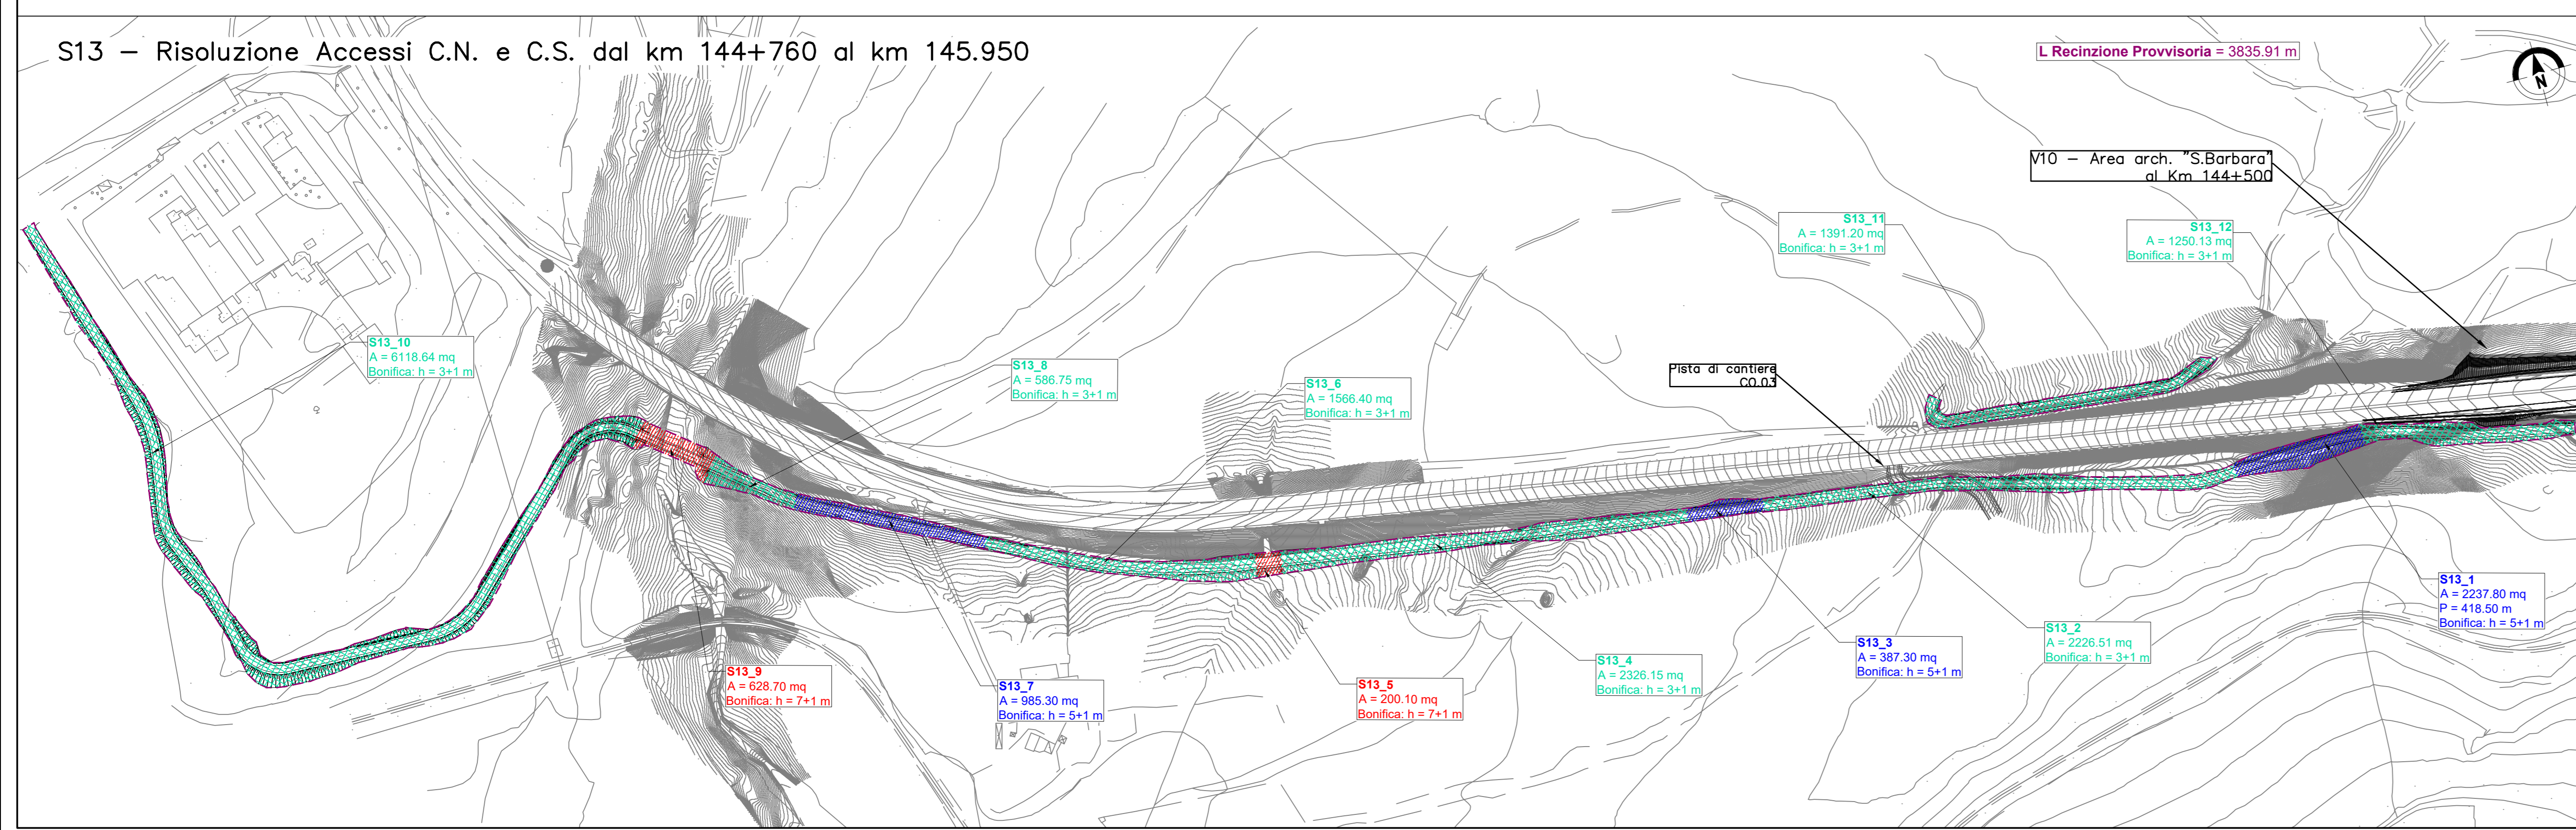 S13 – Risoluzione Accessi C.N. e C.S. dal km 144+760 al km 145.950
L Recinzione Provvisoria = 3835.91 m
N
V10 – Area arch. "S.Barbara"
al Km 144+500
S13_11
A = 1391.20 mq
Bonifica: h = 3+1 m
S13_12
A = 1250.13 mq
Bonifica: h = 3+1 m
S13_10
A = 6118.64 mq
Bonifica: h = 3+1 m
S13_8
A = 586.75 mq
Bonifica: h = 3+1 m
S13_6
A = 1566.40 mq
Bonifica: h = 3+1 m
Pista di cantiere
C0.03
S13_1
A = 2237.80 mq
P = 418.50 m
Bonifica: h = 5+1 m
S13_2
A = 2226.51 mq
Bonifica: h = 3+1 m
S13_3
A = 387.30 mq
Bonifica: h = 5+1 m
S13_4
A = 2326.15 mq
Bonifica: h = 3+1 m
S13_9
A = 628.70 mq
Bonifica: h = 7+1 m
S13_7
A = 985.30 mq
Bonifica: h = 5+1 m
S13_5
A = 200.10 mq
Bonifica: h = 7+1 m